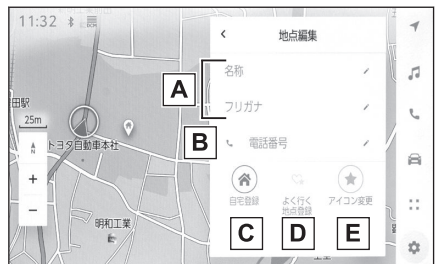 11:32
地点編集
名称
A
フリガナ
B
電話番号
田駅
25m
N
トヨタ自動車本社
+
−
明和工業
自宅登録
よく行く
地点登録
アイコン変更
C
D
E